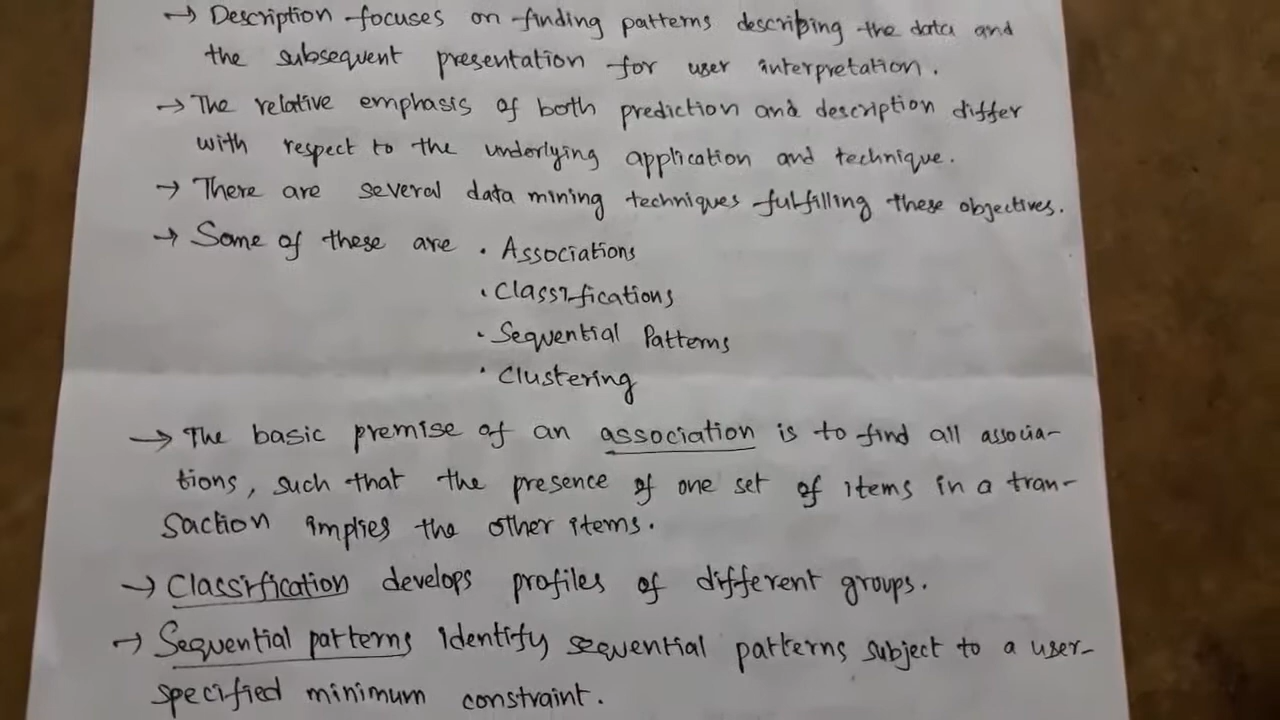 → Description focuses on finding patterns describing the data and
the subsequent presentation for user interpretation.
→ The relative emphasis of both prediction and description differ
with respect to the underlying application and technique.
→ There are several data mining techniques fulfilling these objectives.
→ Some of these are • Associations
• Classifications
• Sequential Patterns
• Clustering
→ The basic premise of an association is to find all associa-
tions, such that the presence of one set of items in a tran-
saction implies the other items.
→ Classification develops profiles of different groups.
→ Sequential patterns identify sequential patterns subject to a user-
specified minimum constraint.